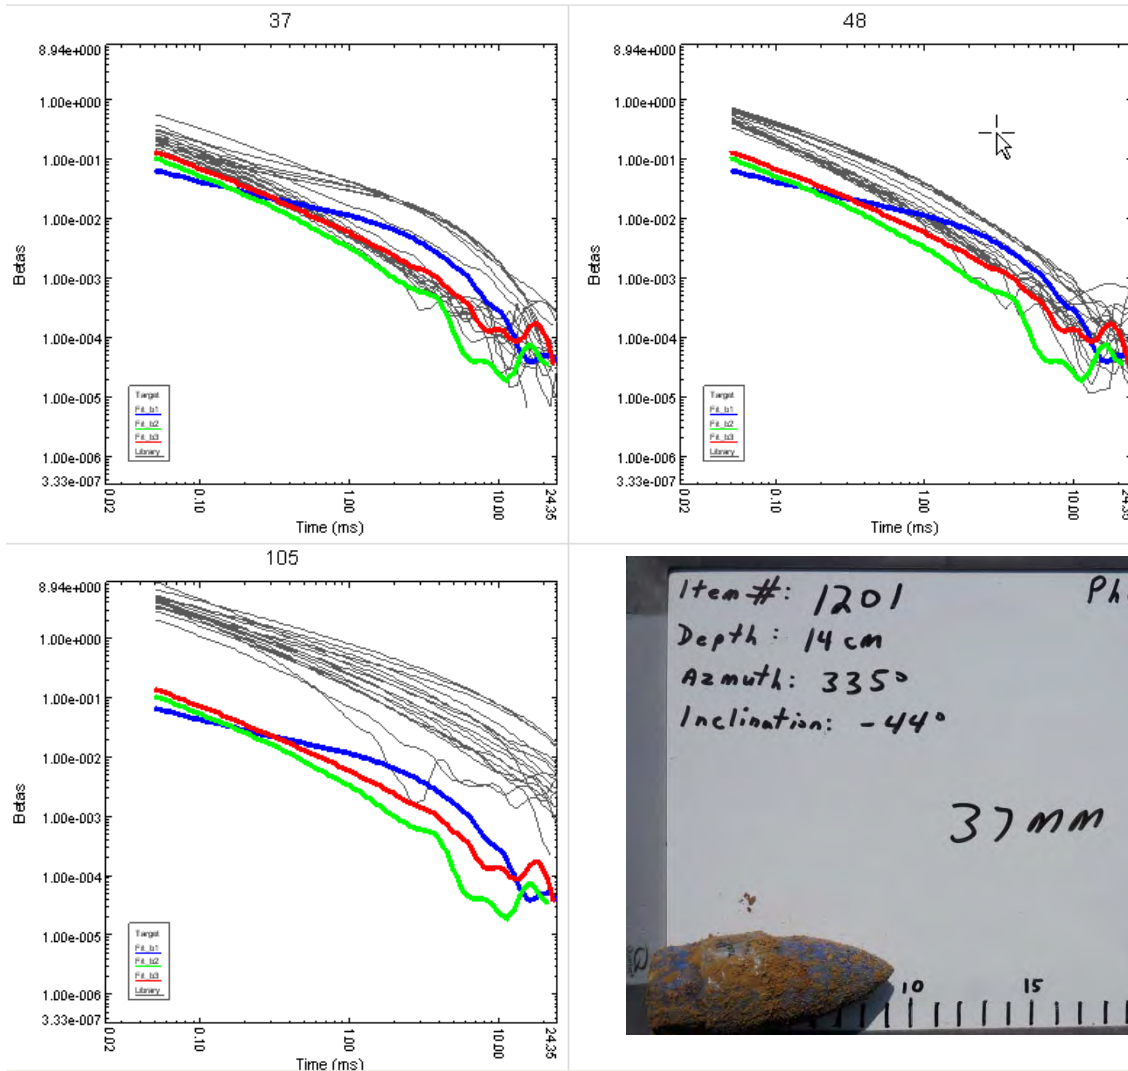 37
8.94e+000
1.00e+000
1.00e-001
1.00e-002
1.00e-003
1.00e-004
1.00e-005
1.00e-006
3.33e-007
Betas
Target
Fit_b1
Fit_b2
Fit_b3
Library
0.02
0.10
1.00
10.00
24.35
Time (ms)
48
8.94e+000
1.00e+000
1.00e-001
1.00e-002
1.00e-003
1.00e-004
1.00e-005
1.00e-006
3.33e-007
Betas
Target
Fit_b1
Fit_b2
Fit_b3
Library
0.02
0.10
1.00
10.00
24.35
Time (ms)
105
8.94e+000
1.00e+000
1.00e-001
1.00e-002
1.00e-003
1.00e-004
1.00e-005
1.00e-006
3.33e-007
Betas
Target
Fit_b1
Fit_b2
Fit_b3
Library
0.02
0.10
1.00
10.00
24.35
Time (ms)
Item #: 1201 Ph
Depth: 14 cm
Azmuth: 335°
Inclination: -44°
37mm
10 15